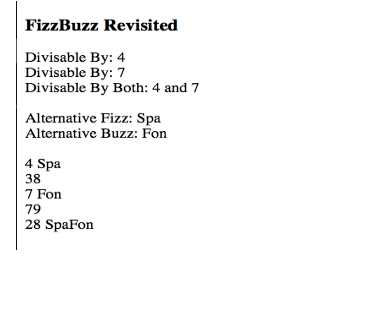 FizzBuzz Revisited
Divisable By: 4
Divisable By: 7
Divisable By Both: 4 and 7
Alternative Fizz: Spa
Alternative Buzz: Fon
4 Spa
38
7 Fon
79
28 SpaFon